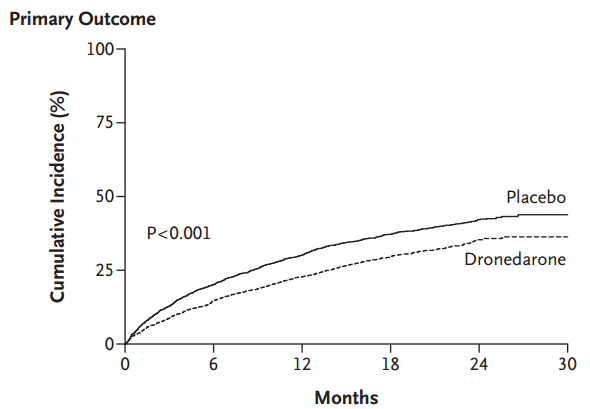 Primary Outcome
100
75
50
25
0
Cumulative Incidence (%)
P<0.001
Placebo
Dronedarone
0 6 12 18 24 30
Months